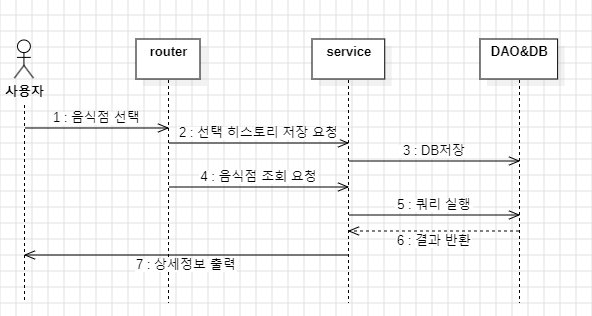 router
service
DAO&DB
사용자
1 : 음식점 선택
2 : 선택 히스토리 저장 요청
3 : DB저장
4 : 음식점 조회 요청
5 : 쿼리 실행
6 : 결과 반환
7 : 상세정보 출력